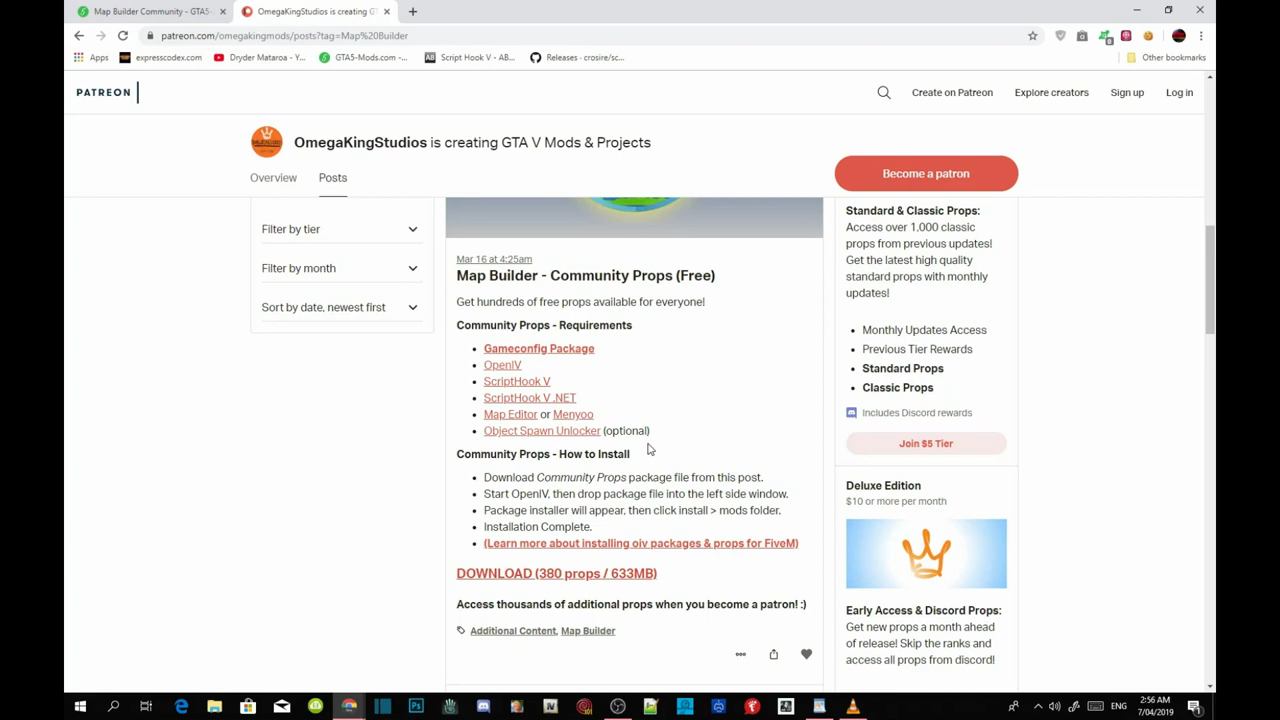 Map Builder Community - GTA5-
OmegaKingStudios is creating GT
patreon.com/omegakingmods/posts?tag=Map%20Builder
Apps
expresscodex.com
Dryder Mataroa - Y...
GTA5-Mods.com -...
Script Hook V - AB...
Releases · crosire/sc...
Other bookmarks
PATREON
Create on Patreon
Explore creators
Sign up
Log in
OmegaKingStudios is creating GTA V Mods & Projects
Overview
Posts
Become a patron
Filter by tier
Filter by month
Sort by date, newest first
Mar 16 at 4:25am
Map Builder - Community Props (Free)
Get hundreds of free props available for everyone!
Community Props - Requirements
Gameconfig Package
OpenIV
ScriptHook V
ScriptHook V .NET
Map Editor or Menyoo
Object Spawn Unlocker (optional)
Community Props - How to Install
Download Community Props package file from this post.
Start OpenIV, then drop package file into the left side window.
Package installer will appear, then click install > mods folder.
Installation Complete.
(Learn more about installing oiv packages & props for FiveM)
DOWNLOAD (380 props / 633MB)
Access thousands of additional props when you become a patron! :)
Additional Content, Map Builder
Standard & Classic Props:
Access over 1,000 classic
props from previous updates!
Get the latest high quality
standard props with monthly
updates!
Monthly Updates Access
Previous Tier Rewards
Standard Props
Classic Props
Includes Discord rewards
Join $5 Tier
Deluxe Edition
$10 or more per month
Early Access & Discord Props:
Get new props a month ahead
of release! Skip the ranks and
access all props from discord!
ENG
2:56 AM
7/04/2019